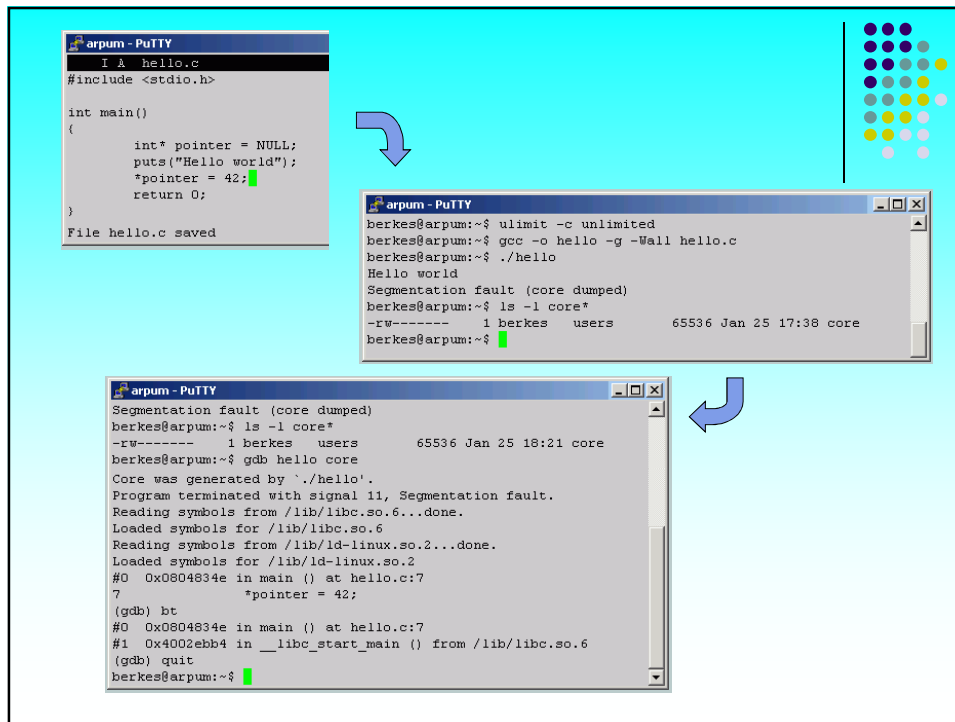 arpum - PuTTY
I A hello.c
#include <stdio.h>
int main()
{
int* pointer = NULL;
puts("Hello world");
*pointer = 42;
return 0;
}
File hello.c saved
arpum - PuTTY
berkes@arpum:~$ ulimit -c unlimited
berkes@arpum:~$ gcc -o hello -g -Wall hello.c
berkes@arpum:~$ ./hello
Hello world
Segmentation fault (core dumped)
berkes@arpum:~$ ls -l core*
-rw------- 1 berkes users 65536 Jan 25 17:38 core
berkes@arpum:~$
arpum - PuTTY
Segmentation fault (core dumped)
berkes@arpum:~$ ls -l core*
-rw------- 1 berkes users 65536 Jan 25 18:21 core
berkes@arpum:~$ gdb hello core
Core was generated by `./hello'.
Program terminated with signal 11, Segmentation fault.
Reading symbols from /lib/libc.so.6...done.
Loaded symbols for /lib/libc.so.6
Reading symbols from /lib/ld-linux.so.2...done.
Loaded symbols for /lib/ld-linux.so.2
#0 0x0804834e in main () at hello.c:7
7 *pointer = 42;
(gdb) bt
#0 0x0804834e in main () at hello.c:7
#1 0x4002ebb4 in __libc_start_main () from /lib/libc.so.6
(gdb) quit
berkes@arpum:~$